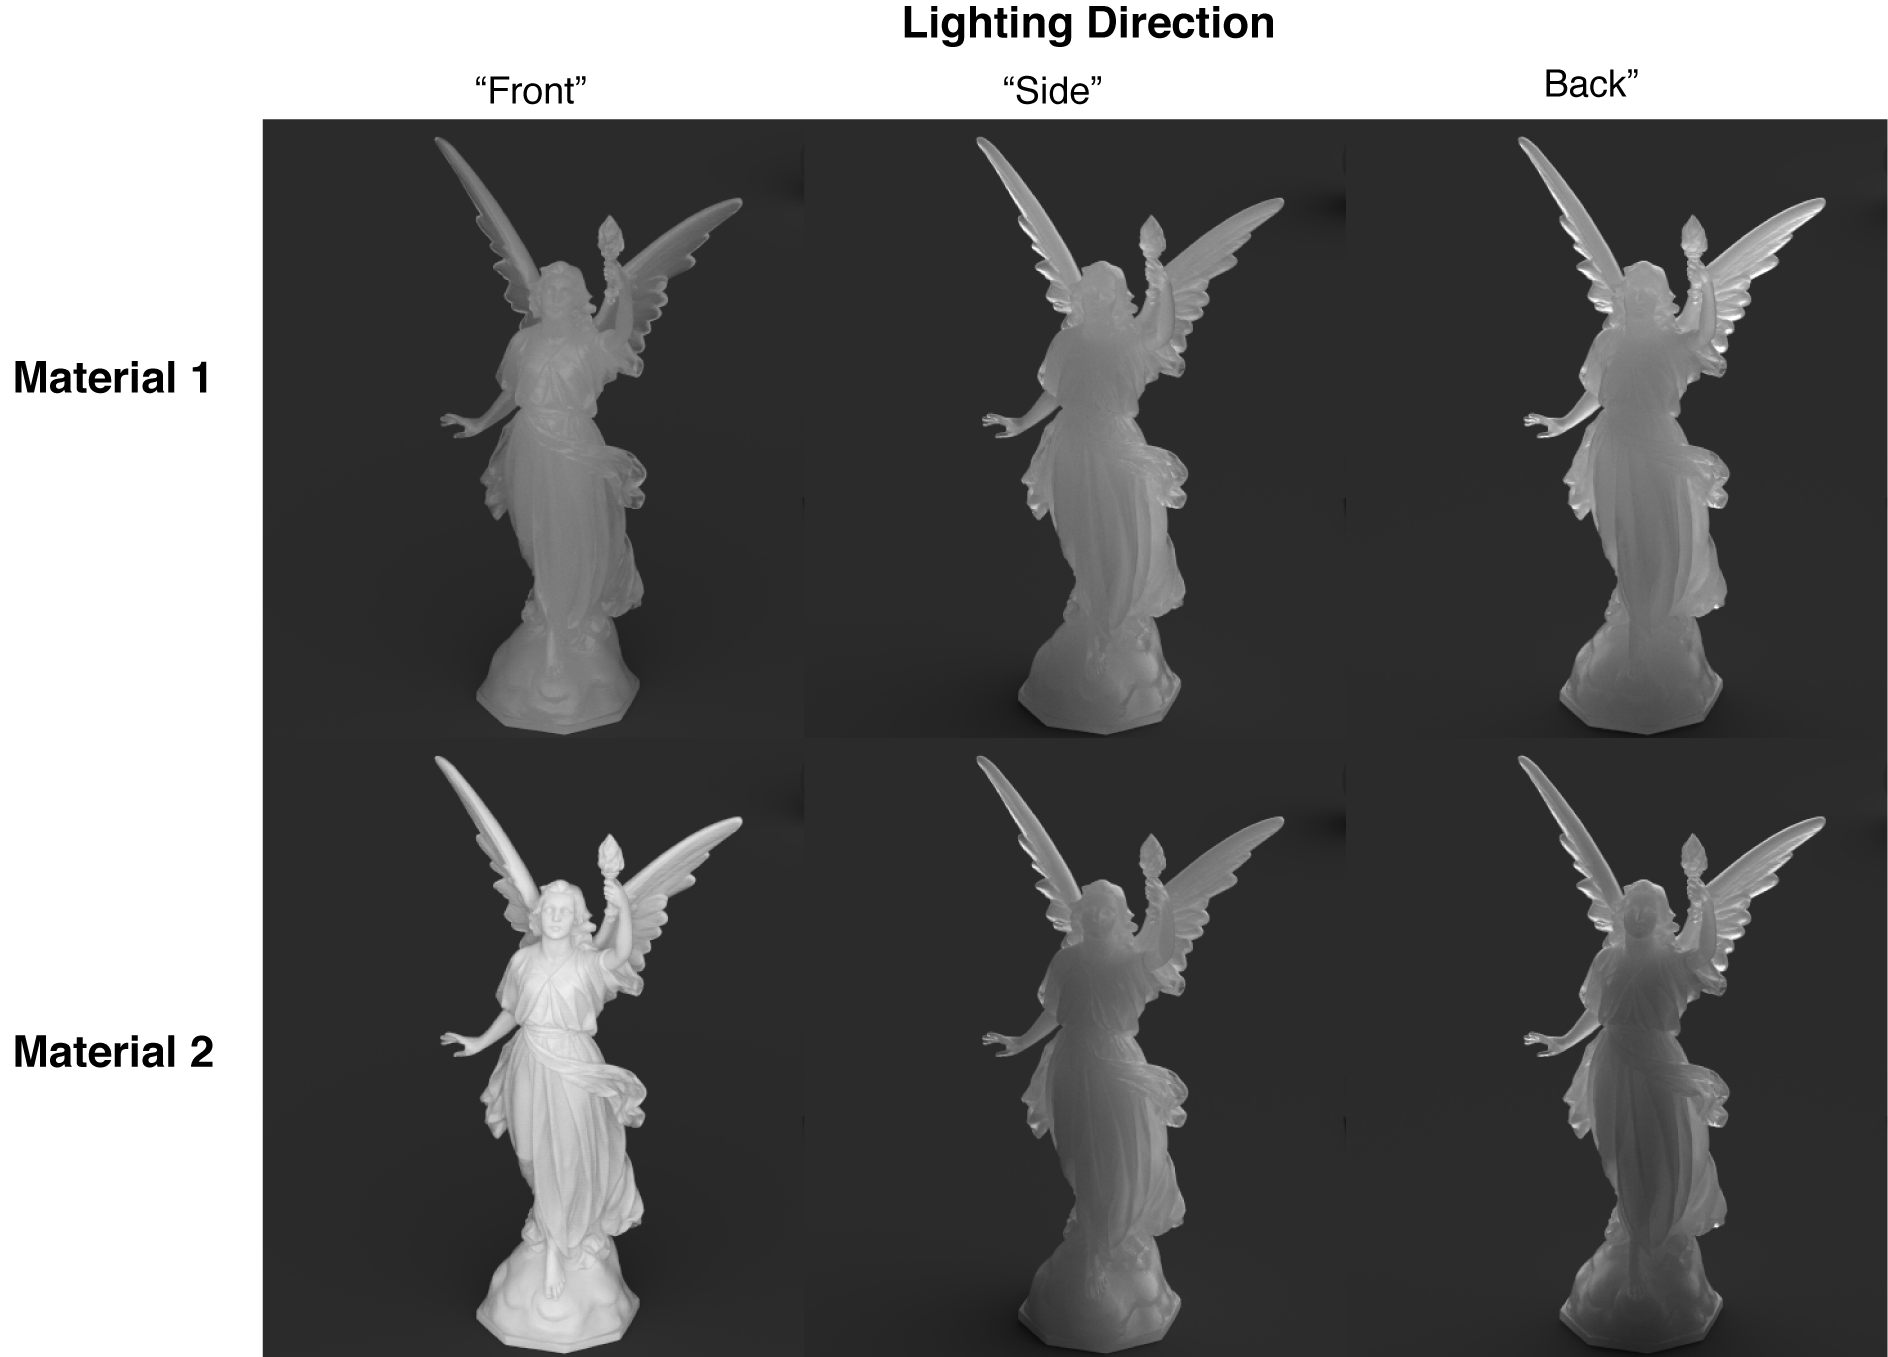 Lighting Direction
“Front” “Side” Back”
Material 1
Material 2